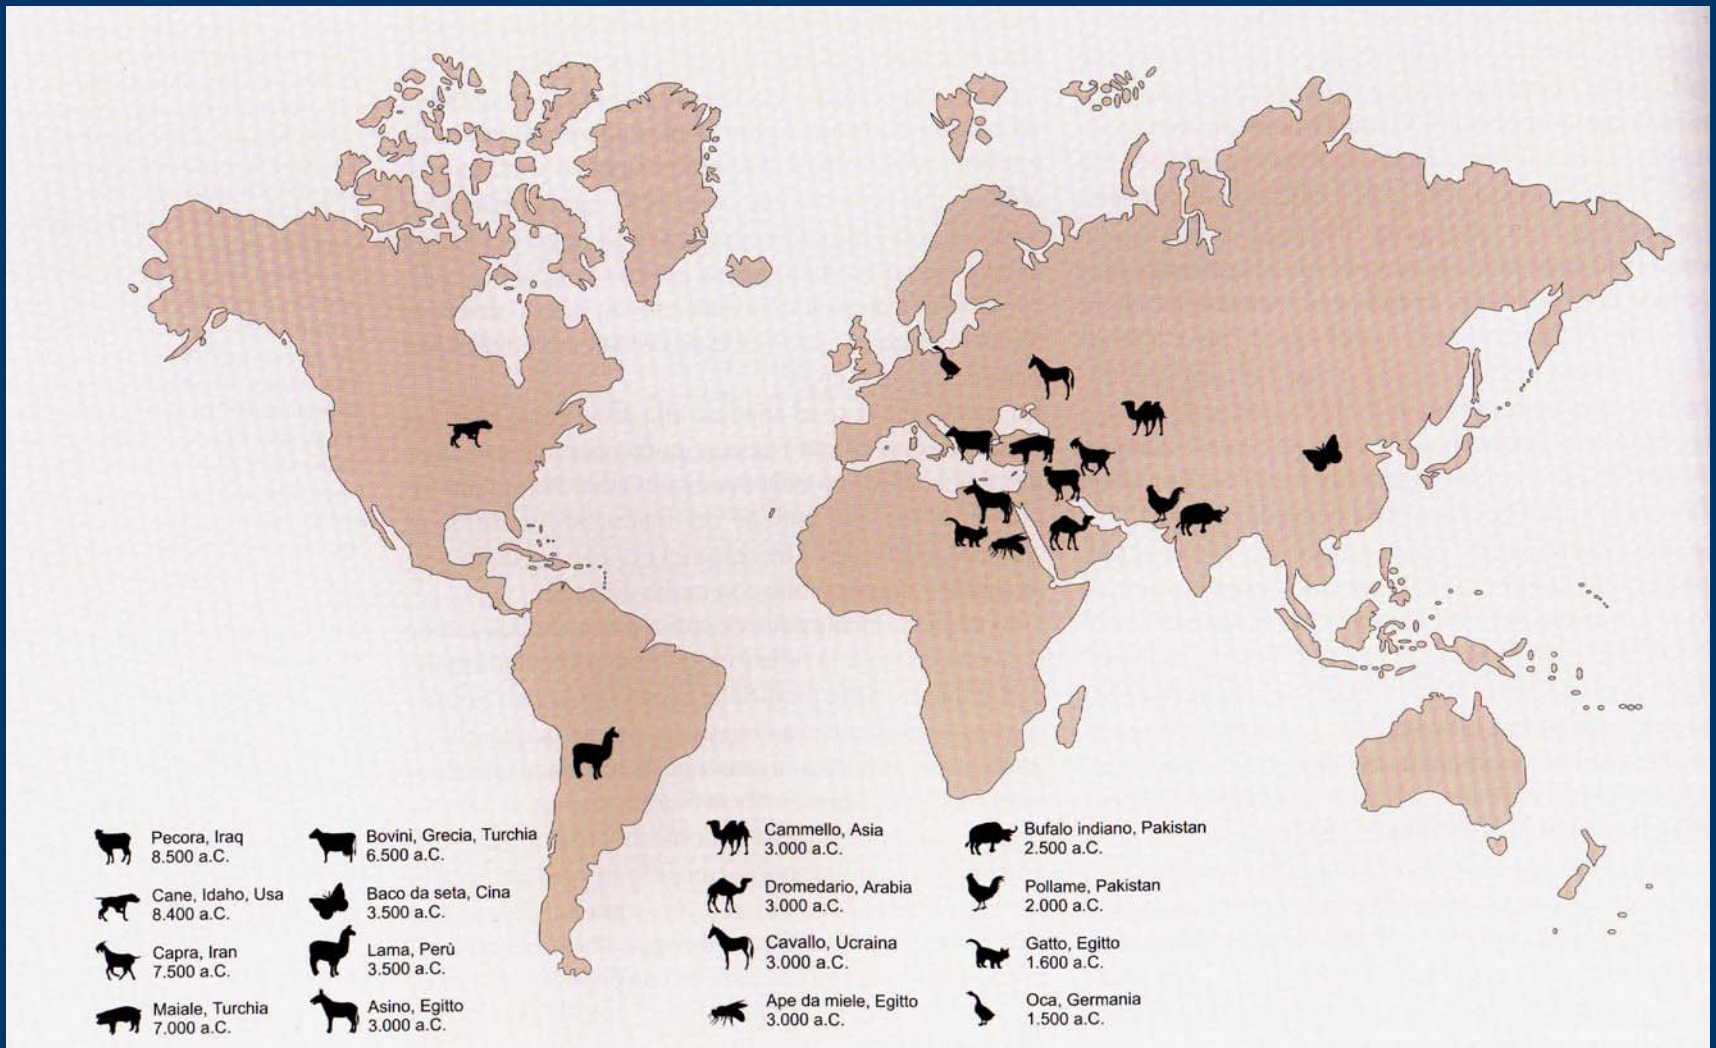 Pecora, Iraq
8.500 a.C.
Cane, Idaho, Usa
8.400 a.C.
Capra, Iran
7.500 a.C.
Maiale, Turchia
7.000 a.C.
Bovini, Grecia, Turchia
6.500 a.C.
Baco da seta, Cina
3.500 a.C.
Lama, Perù
3.500 a.C.
Asino, Egitto
3.000 a.C.
Cammello, Asia
3.000 a.C.
Dromedario, Arabia
3.000 a.C.
Cavallo, Ucraina
3.000 a.C.
Ape da miele, Egitto
3.000 a.C.
Bufalo indiano, Pakistan
2.500 a.C.
Pollame, Pakistan
2.000 a.C.
Gatto, Egitto
1.600 a.C.
Oca, Germania
1.500 a.C.